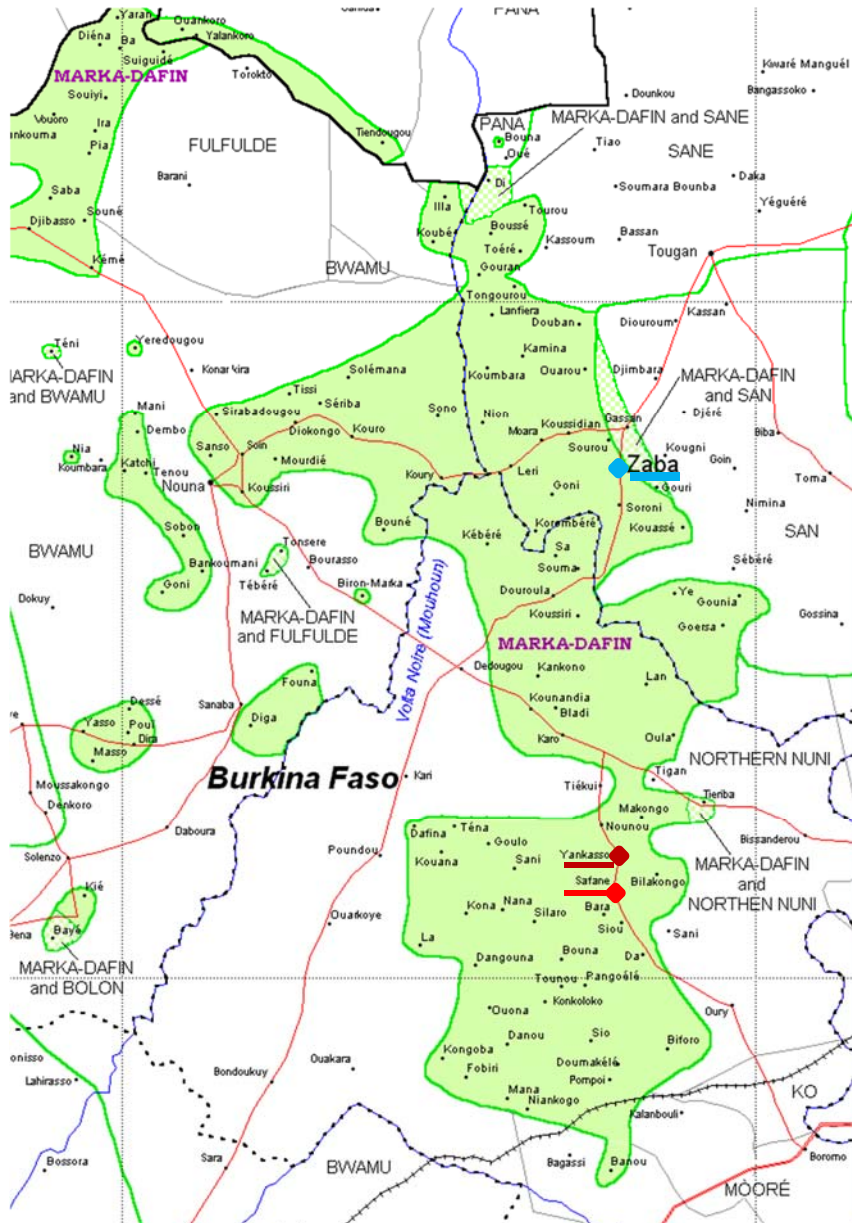 PANA
Yaran
Ouankoro
Diéna
Ba
Yalankoro
Suiguidé
MARKA-DAFIN
Torokto
Kwaré Manguél
Souiyi
Dounkou
Bangassoko
Vouoro
Ira
PANA
MARKA-DAFIN and SANE
nkouma
Pia
FULFULDE
Tiendougou
Bouna
Tiao
SANE
Oué
Barani
Di
Soumara Bounba
Daka
Saba
Illa
Tourou
Yéguéré
Djibasso
Souné
Koubé
Boussé
Bassan
Toéré
Kassoum
Tougan
Kémé
BWAMU
Gouran
Tongourou
Lanfiera
Kassan
Douban
Diouroum
Téni
Yeredougou
Kamina
MARKA-DAFIN
and BWAMU
Solémana
Koumbara
Ouarou
Djimbara
MARKA-DAFIN
and SAN
Tissi
Mani
Sirabadougou
Sériba
Sono
Nion
Gassan
Djéré
Dembo
Diokongo
Kouro
Moara
Koussidian
Biba
Nia
Sanso
Soin
Sourou
Kougni
Koumbara
Katchi
Tenou
Mourdié
Koury
Leri
Zaba
Goin
Toma
Nouna
Koussiri
Goni
Gouri
Soroni
Nimina
Sobon
Bouné
Kébéré
Korombéré
Kouassé
SAN
BWAMU
Tonsere
Sa
Bankoumani
Bourasso
Souma
Sébéré
Goni
Tébéré
Biron-Marka
Dokuy
Douroula
Ye
Gounia
MARKA-DAFIN
and FULFULDE
Koussiri
Goersa
Gossina
Volta Noire (Mouhoun)
MARKA-DAFIN
Dedougou
Kankono
Founa
Lan
Dessé
Sanaba
Kounandia
Yasso
Poui
Diga
Bladi
re
Dira
Karo
Oula
Masso
NORTHERN NUNI
Burkina Faso
Kari
Tigan
Moussakongo
Tiékui
Tieriba
Denkoro
Makongo
Daboura
Dafina
Téna
Nounou
Bissanderou
Goulo
Solenzo
Poundou
Kouana
Yankasso
MARKA-DAFIN
and
NORTHERN NUNI
Sani
Safane
Bilakongo
Kié
Kona
Nana
Bara
Ouarkoye
Silaro
Siou
Bena
Bayé
Sani
La
Bouna
Da
MARKA-DAFIN
and BOLON
Dangouna
Tounou
Pangoélé
Konkoloko
Ouona
Oury
Sio
Danou
Biforo
onisso
Kongoba
Ouakara
Doumakélé
Lahirasso
Bondoukuy
Fobiri
Pompoi
KO
Mana
Niankogo
Kalanbouli
Bossora
Sara
BWAMU
Bagassi
Banou
Boromo
MOORÉ